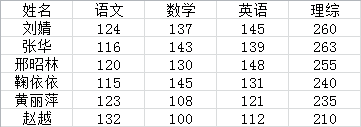 姓名 语文 数学 英语 理综
刘婧 124 137 145 260
张华 116 143 139 263
邢昭林 120 130 148 255
鞠依依 115 145 131 240
黄丽萍 123 108 121 235
赵越 132 100 112 210